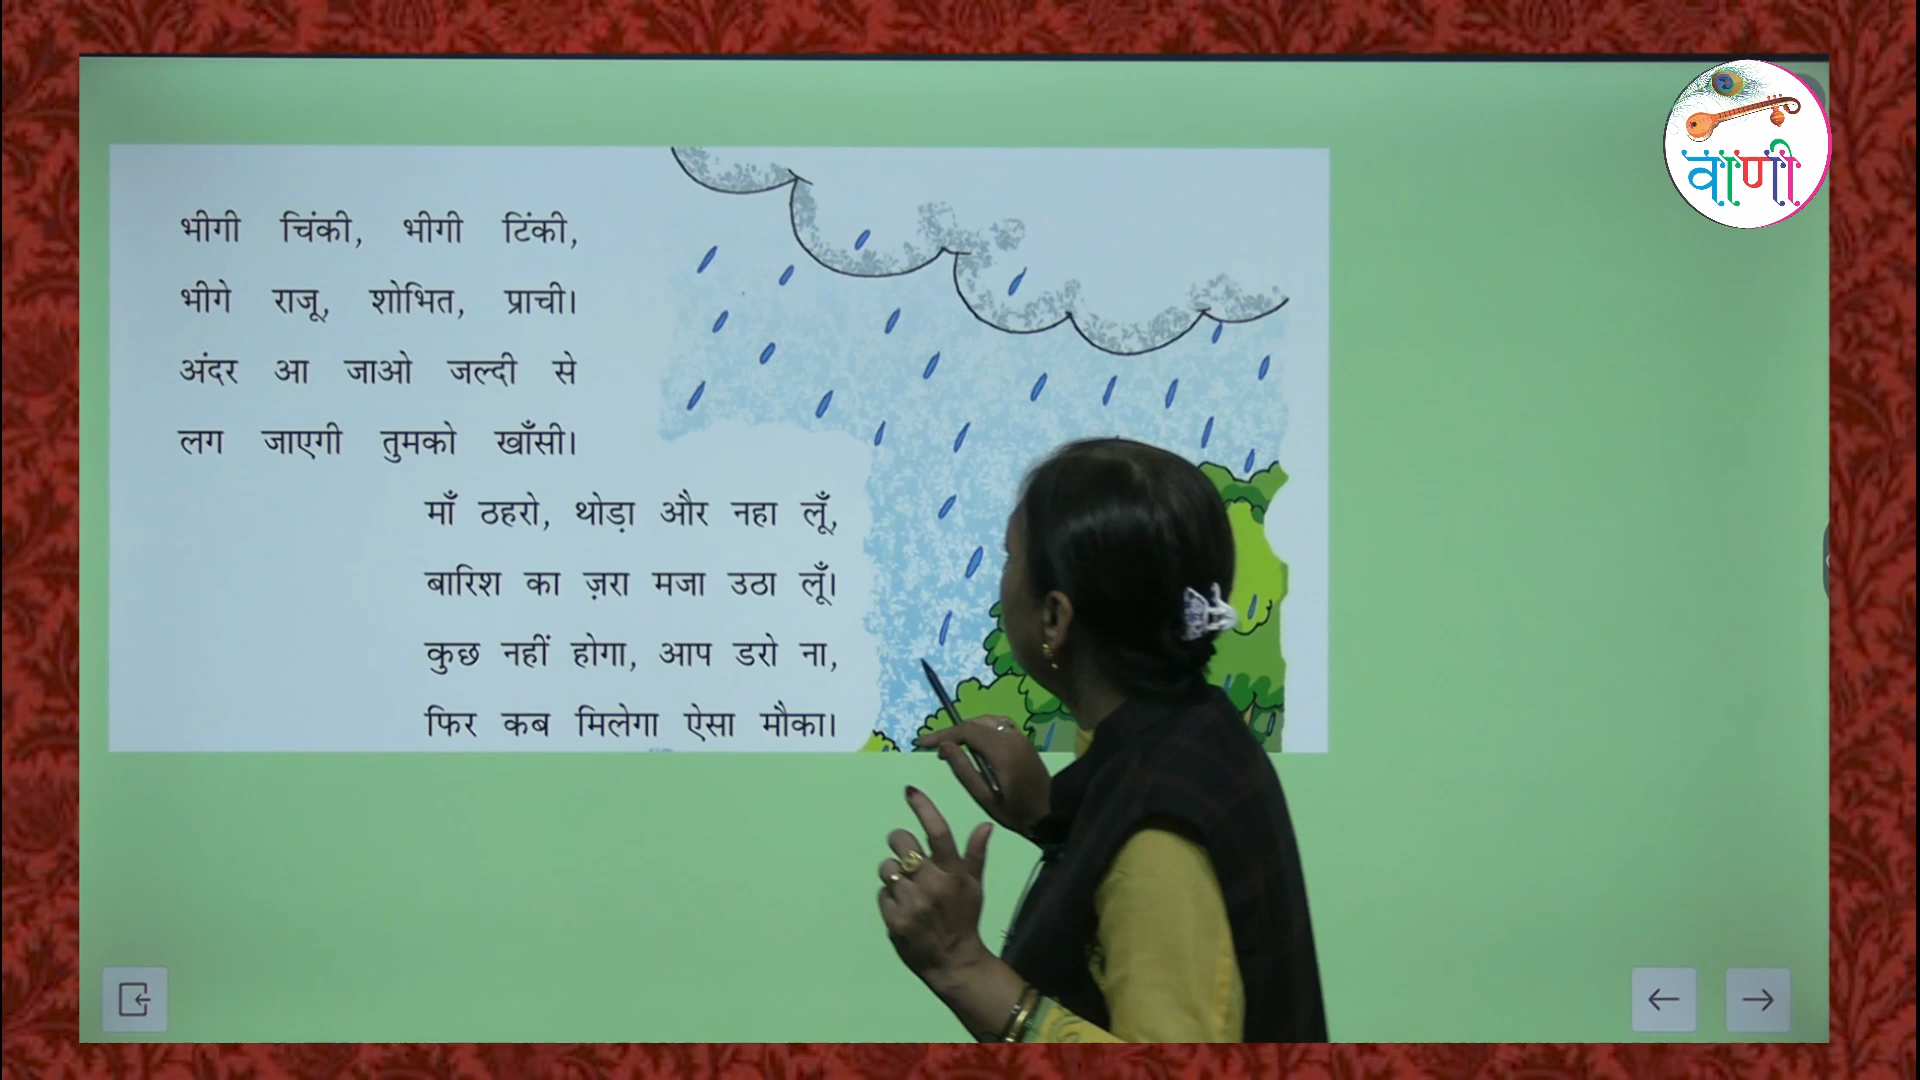 वाणी
भीगी चिंकी, भीगी टिंकी,
भीगे राजू, शोभित, प्राची।
अंदर आ जाओ जल्दी से
लग जाएगी तुमको खाँसी।
माँ ठहरो, थोड़ा और नहा लूँ,
बारिश का ज़रा मजा उठा लूँ।
कुछ नहीं होगा, आप डरो ना,
फिर कब मिलेगा ऐसा मौका।